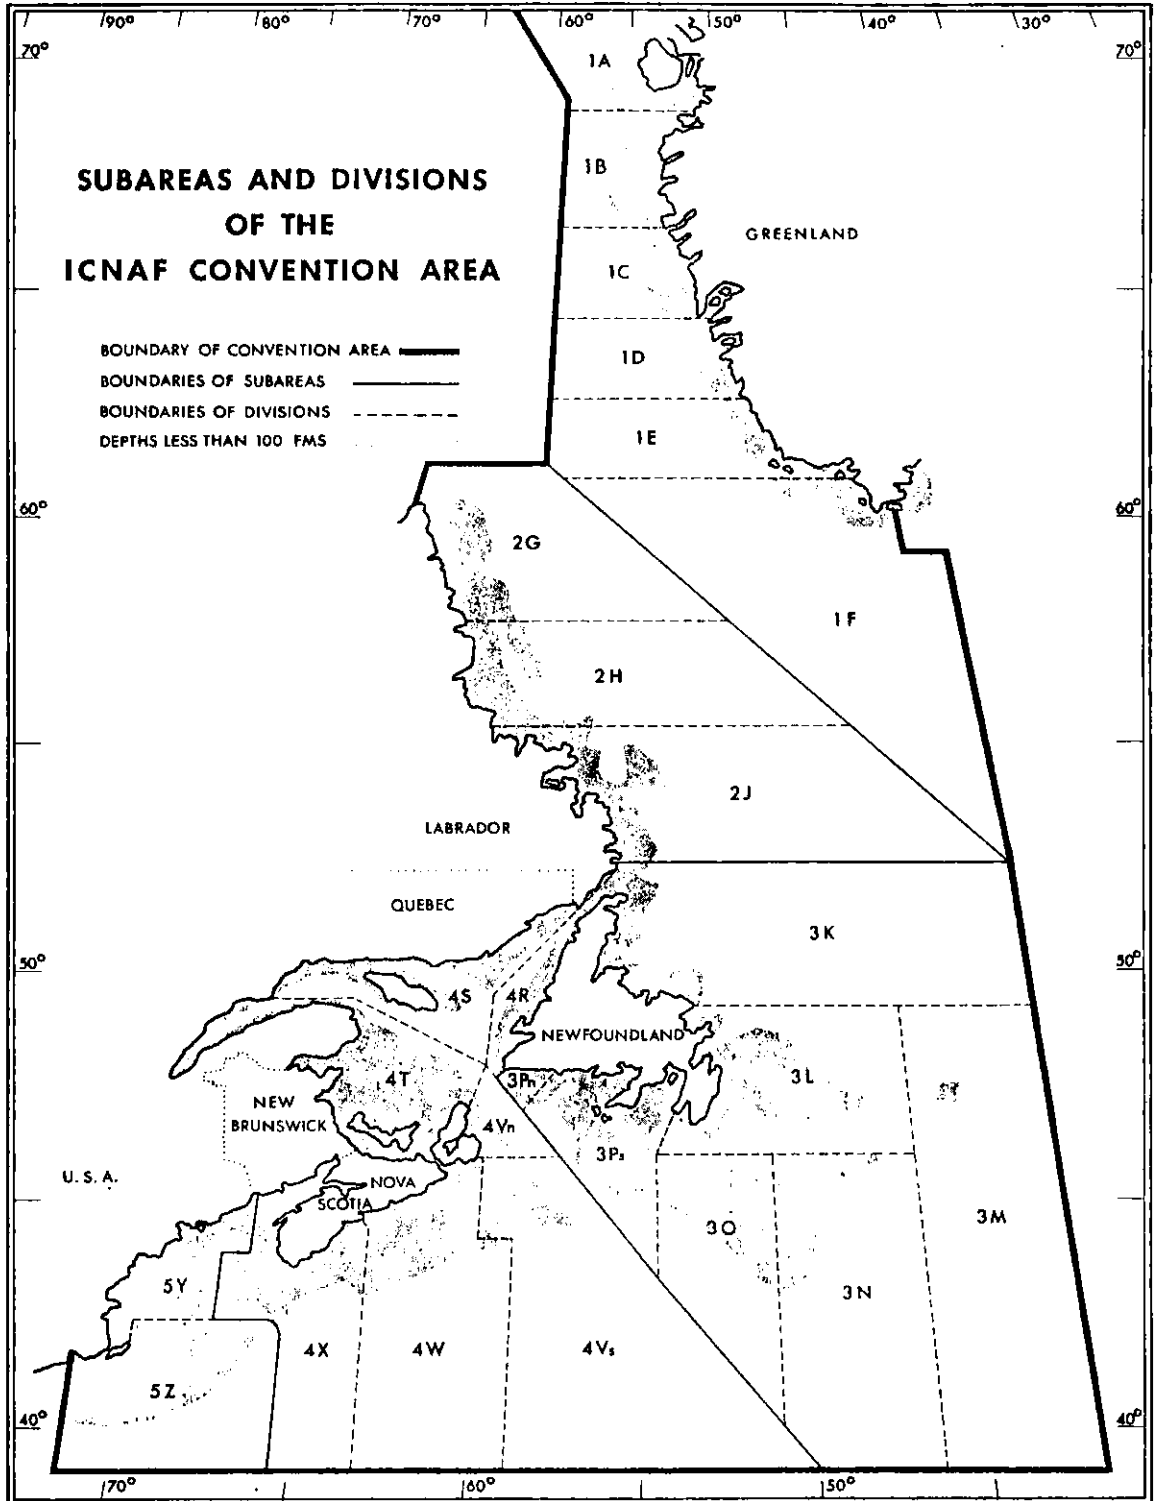 90° 80° 70° 60° 50° 40° 30°
70° 70°
1A
SUBAREAS AND DIVISIONS
OF THE
ICNAF CONVENTION AREA
1B
GREENLAND
1C
BOUNDARY OF CONVENTION AREA
BOUNDARIES OF SUBAREAS
BOUNDARIES OF DIVISIONS
DEPTHS LESS THAN 100 FMS
1D
1E
60° 60°
2G
1F
2H
2J
LABRADOR
QUEBEC
3K
50° 50°
4S 4R
NEWFOUNDLAND
4T 3Pn 3L
NEW
BRUNSWICK
4Vn
3Ps
U.S.A.
NOVA
SCOTIA
3O 3M
5Y
3N
4X 4W 4Vs
5Z
40° 40°
70° 60° 50°